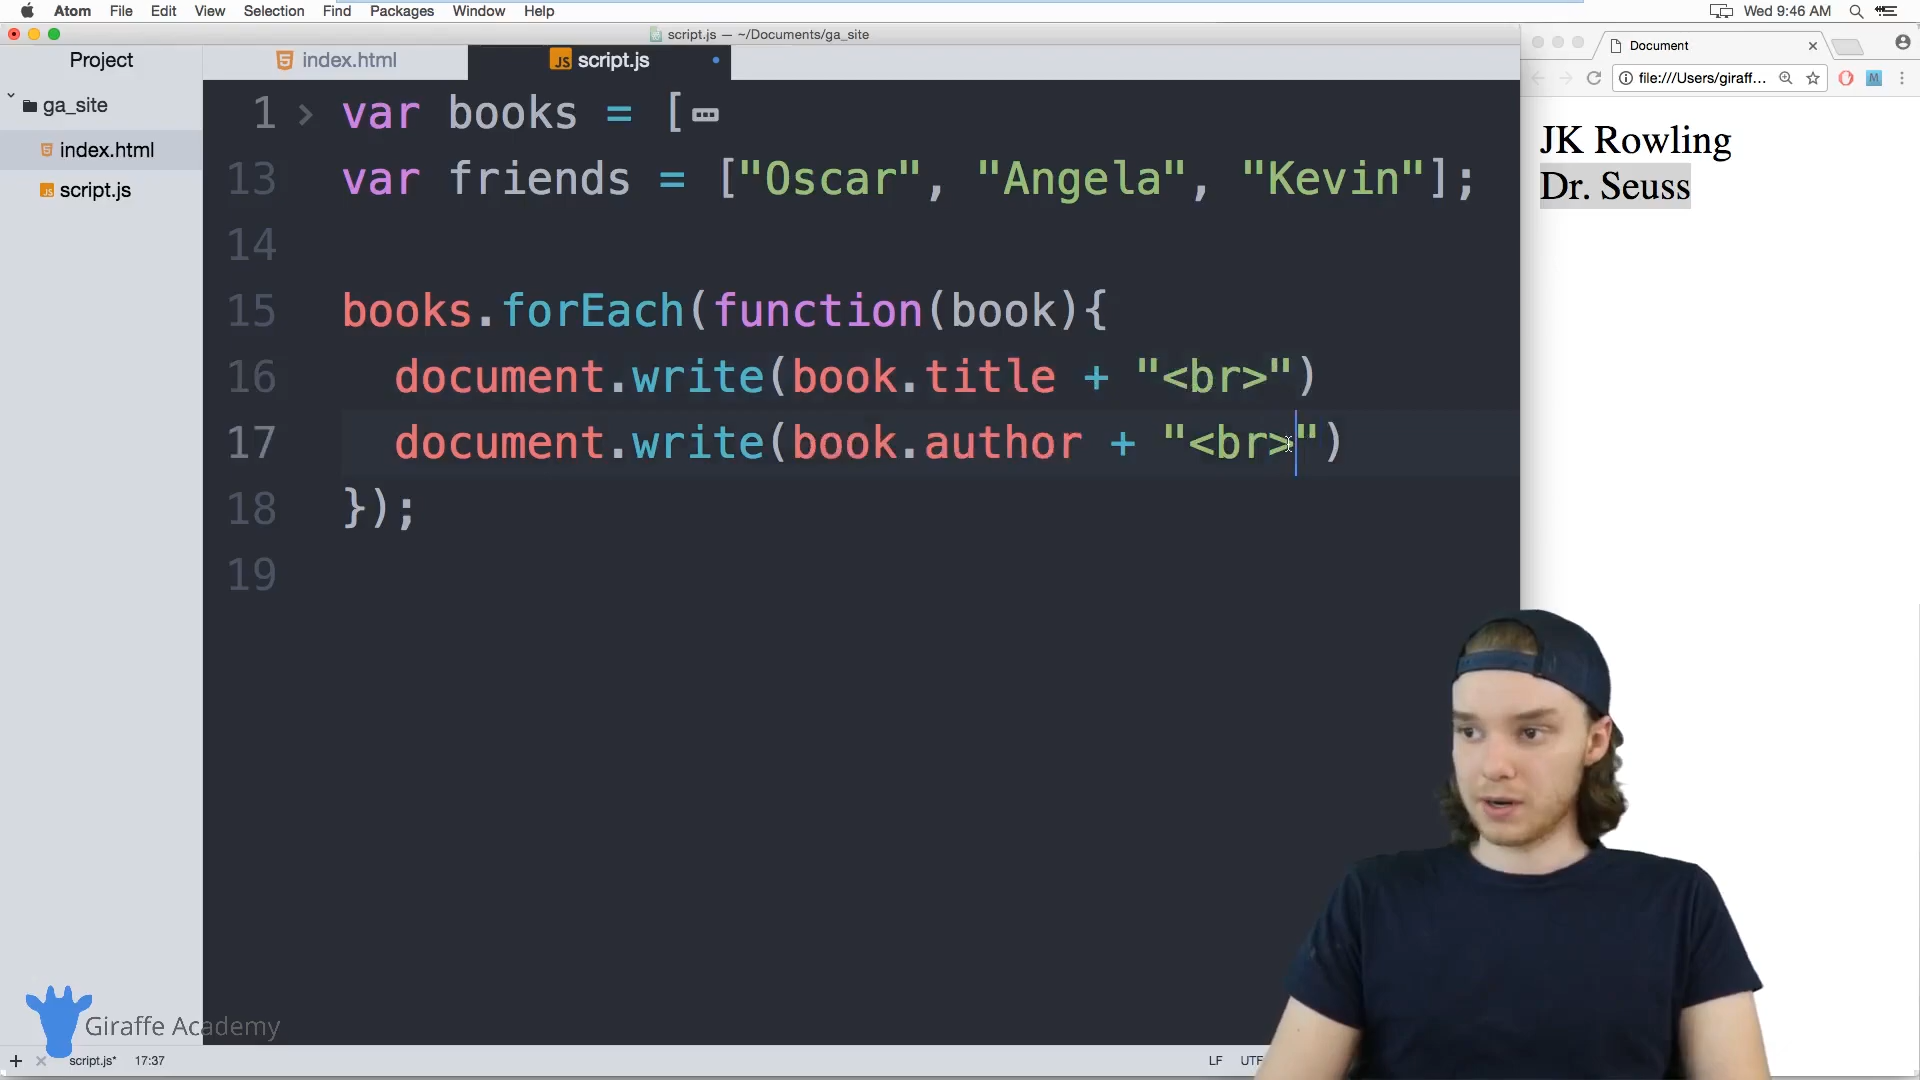 Atom File Edit View Selection Find Packages Window Help Wed 9:46 AM
script.js — ~/Documents/ga_site
Project
ga_site
index.html
script.js
index.html
script.js
1 var books = [
13 var friends = ["Oscar", "Angela", "Kevin"];
14
15 books.forEach(function(book){
16 document.write(book.title + "<br>")
17 document.write(book.author + "<br>")
18 });
19
Document
file:///Users/giraff...
JK Rowling
Dr. Seuss
Giraffe Academy
script.js* 17:37 LF